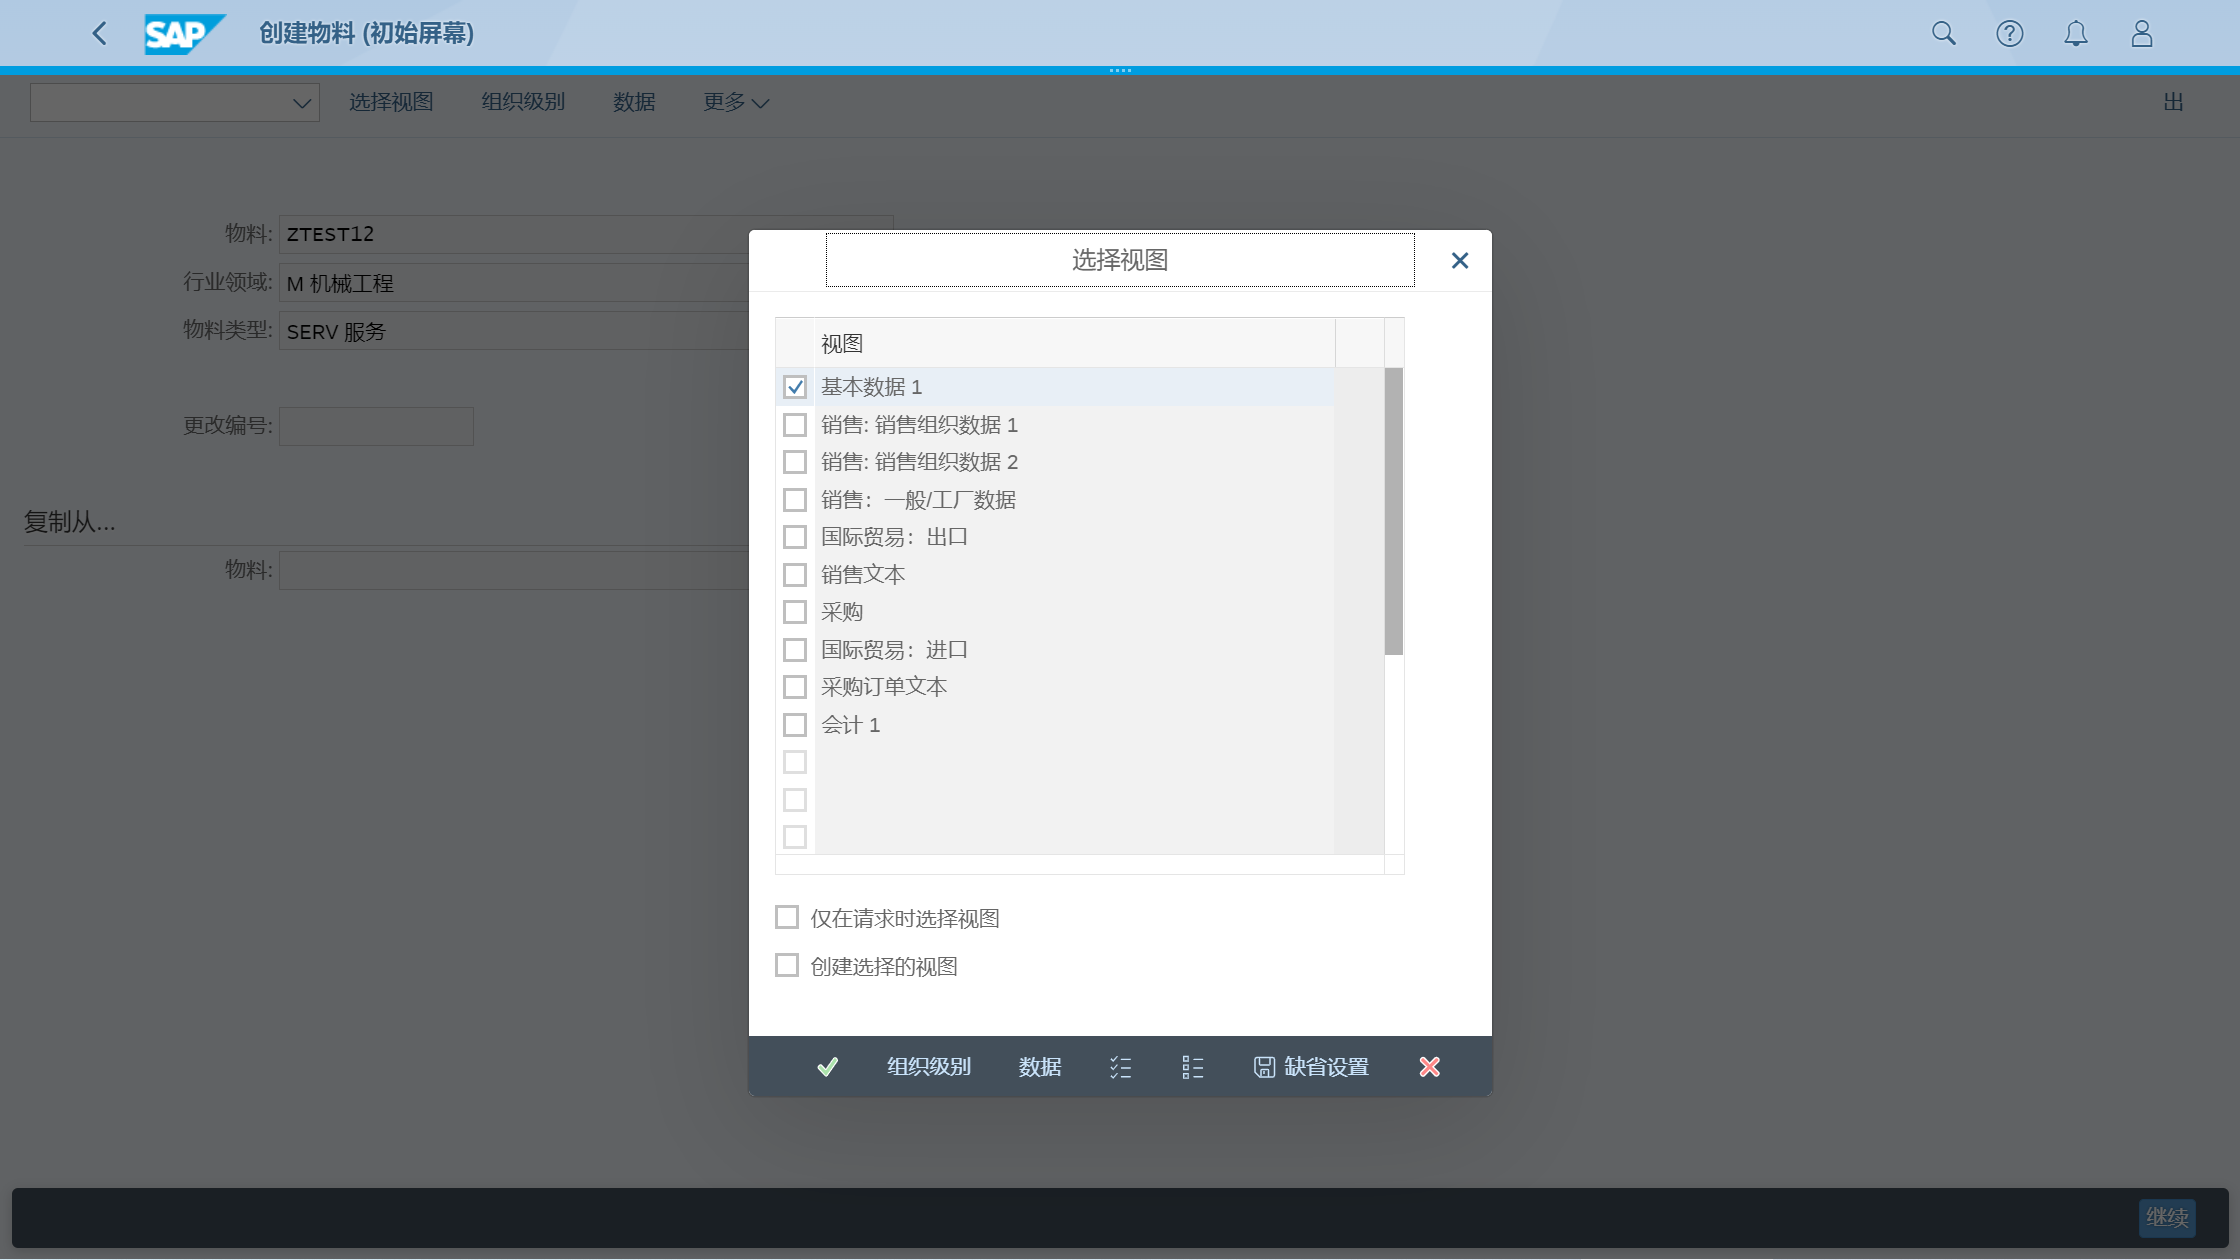 SAP 创建物料 (初始屏幕)
选择视图 组织级别 数据 更多 出
物料: ZTEST12
行业领域: M 机械工程
物料类型: SERV 服务
更改编号:
复制从...
物料:
选择视图
视图
基本数据 1
销售: 销售组织数据 1
销售: 销售组织数据 2
销售：一般/工厂数据
国际贸易：出口
销售文本
采购
国际贸易：进口
采购订单文本
会计 1
仅在请求时选择视图
创建选择的视图
组织级别 数据 缺省设置
继续